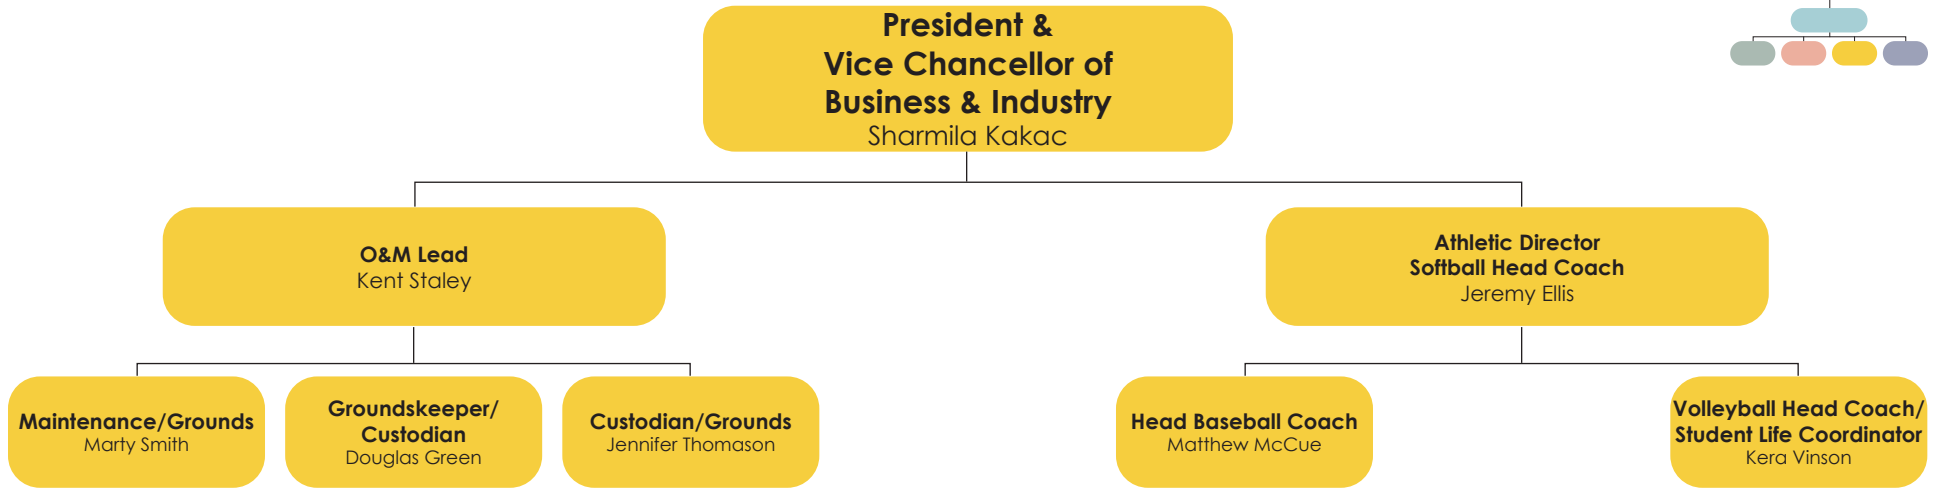 President &
Vice Chancellor of
Business & Industry
Sharmila Kakac
O&M Lead
Kent Staley
Athletic Director
Softball Head Coach
Jeremy Ellis
Maintenance/Grounds
Marty Smith
Groundskeeper/
Custodian
Douglas Green
Custodian/Grounds
Jennifer Thomason
Head Baseball Coach
Matthew McCue
Volleyball Head Coach/
Student Life Coordinator
Kera Vinson